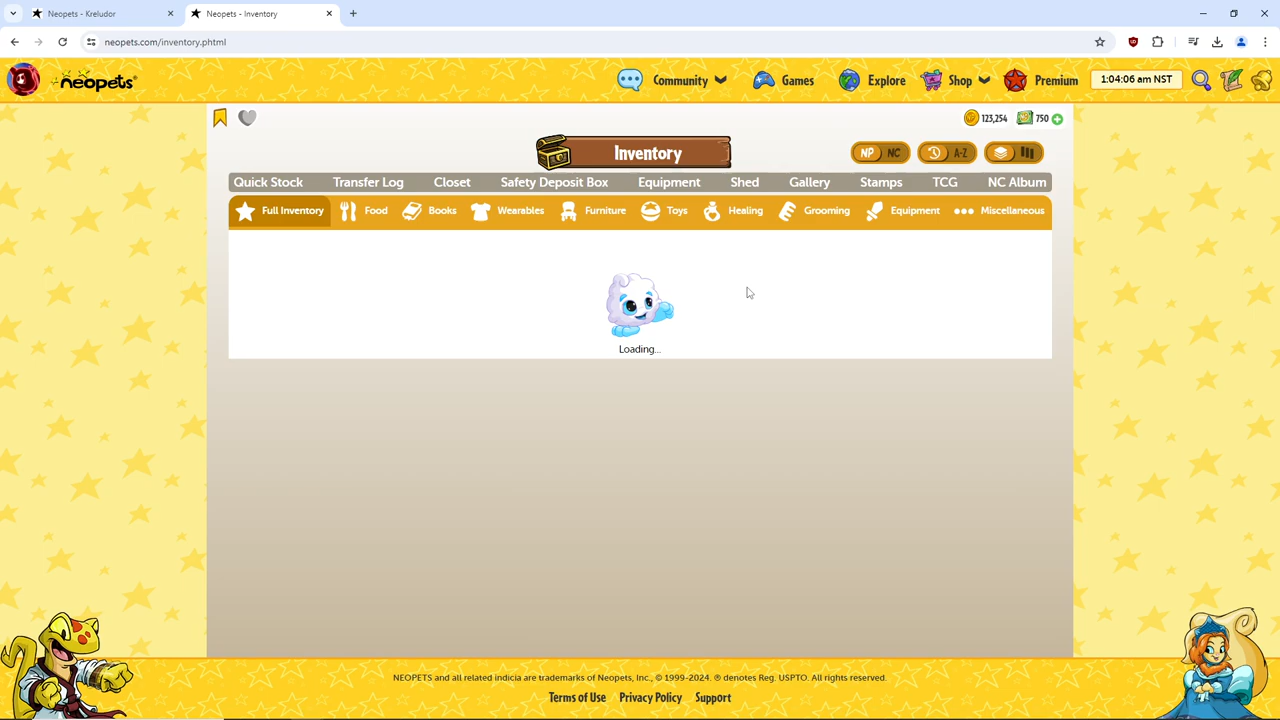 Neopets - Kreludor
Neopets - Inventory
neopets.com/inventory.phtml
neopets
Community
Games
Explore
Shop
Premium
1:04:06 am NST
123,254
750
Inventory
NP NC
A-Z
Quick Stock
Transfer Log
Closet
Safety Deposit Box
Equipment
Shed
Gallery
Stamps
TCG
NC Album
Full Inventory
Food
Books
Wearables
Furniture
Toys
Healing
Grooming
Equipment
Miscellaneous
Loading...
NEOPETS and all related indicia are trademarks of Neopets, Inc., © 1999-2024. ® denotes Reg. USPTO. All rights reserved.
Terms of Use
Privacy Policy
Support